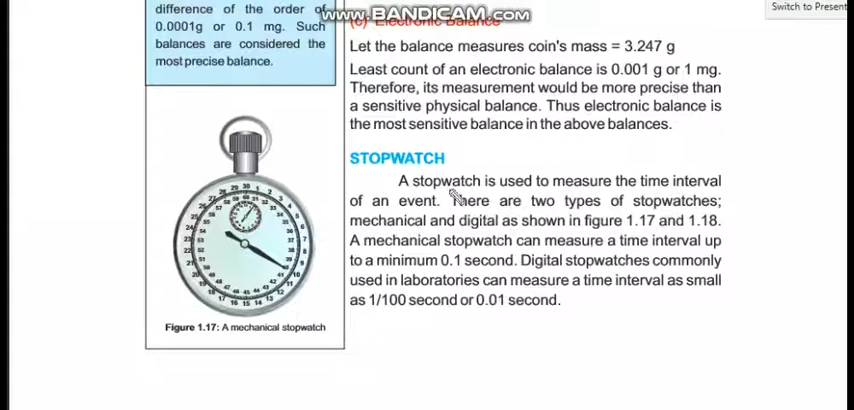 Switch to Present
www.BANDICAM.com
difference of the order of
0.0001g or 0.1 mg. Such
balances are considered the
most precise balance.
(c) Electronic Balance
Let the balance measures coin's mass = 3.247 g
Least count of an electronic balance is 0.001 g or 1 mg.
Therefore, its measurement would be more precise than
a sensitive physical balance. Thus electronic balance is
the most sensitive balance in the above balances.
STOPWATCH
A stopwatch is used to measure the time interval
of an event. There are two types of stopwatches;
mechanical and digital as shown in figure 1.17 and 1.18.
A mechanical stopwatch can measure a time interval up
to a minimum 0.1 second. Digital stopwatches commonly
used in laboratories can measure a time interval as small
as 1/100 second or 0.01 second.
Figure 1.17: A mechanical stopwatch